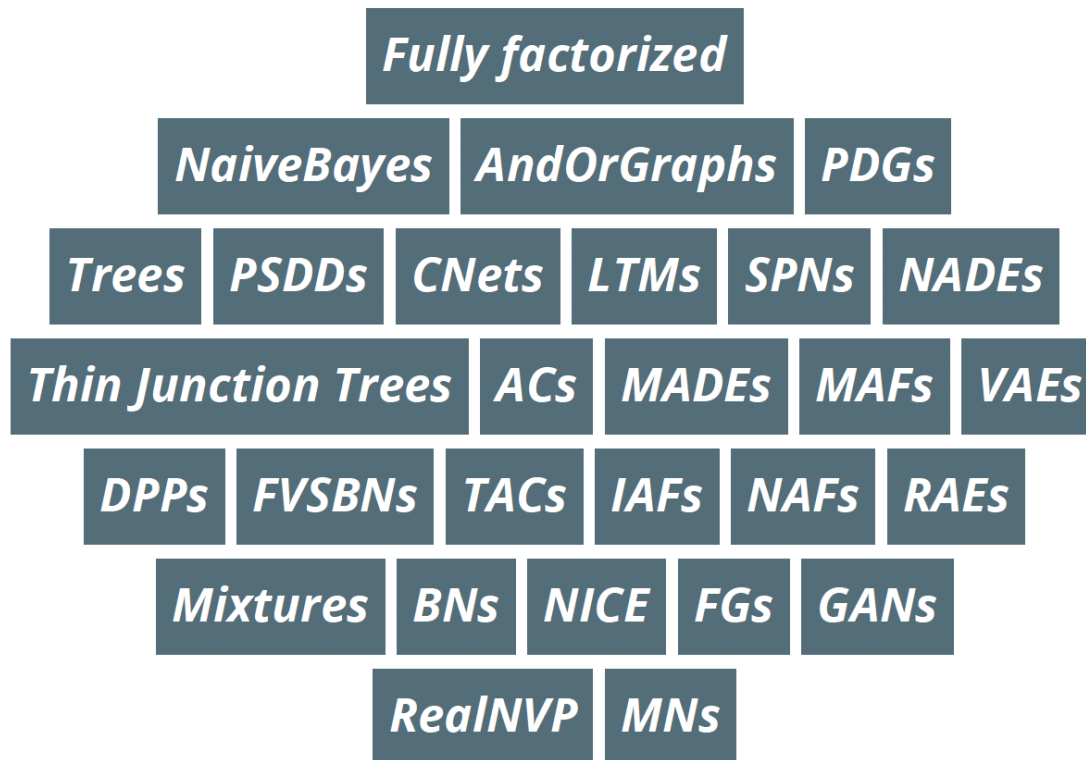 Fully factorized
NaiveBayes AndOrGraphs PDGs
Trees PSDDs CNets LTMs SPNs NADEs
Thin Junction Trees ACs MADEs MAFs VAEs
DPPs FVSBNs TACs IAFs NAFs RAEs
Mixtures BNs NICE FGs GANs
RealNVP MNs